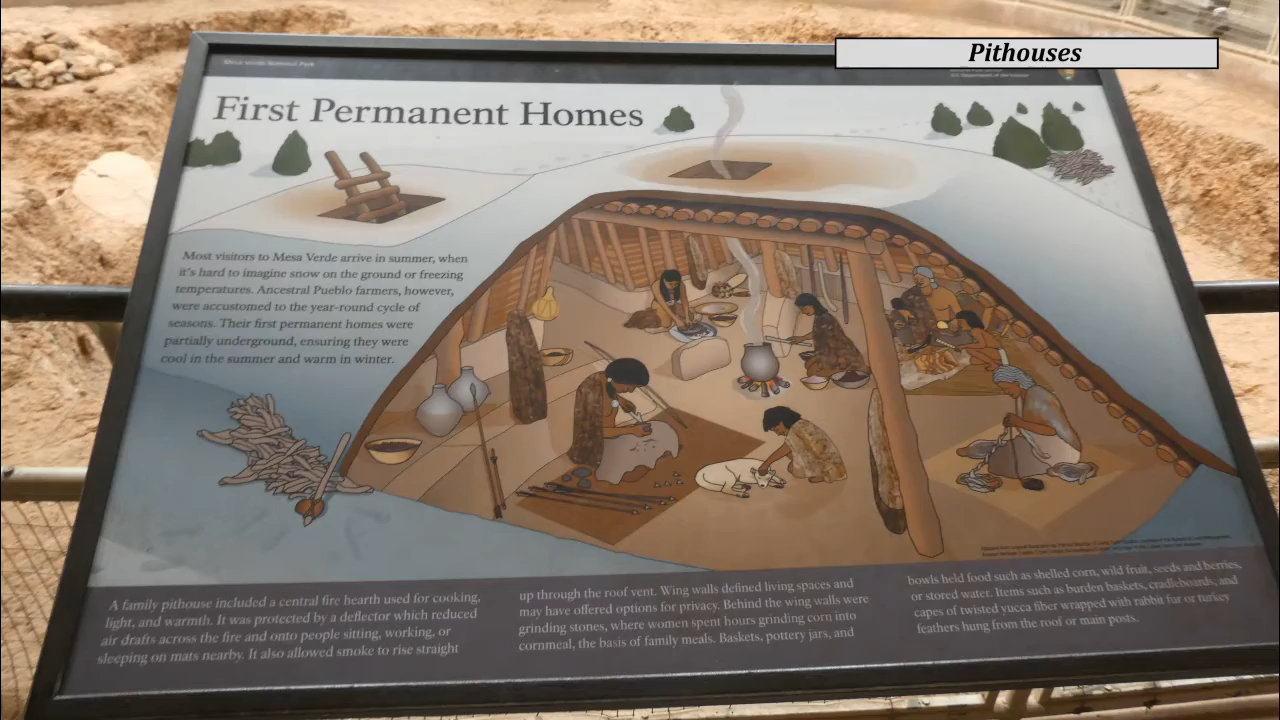 Pithouses
Mesa Verde National Park
U.S. Department of the Interior
First Permanent Homes
Most visitors to Mesa Verde arrive in summer, when
it's hard to imagine snow on the ground or freezing
temperatures. Ancestral Pueblo farmers, however,
were accustomed to the year-round cycle of
seasons. Their first permanent homes were
partially underground, ensuring they were
cool in the summer and warm in winter.
A family pithouse included a central fire hearth used for cooking,
light, and warmth. It was protected by a deflector which reduced
air drafts across the fire and onto people sitting, working, or
sleeping on mats nearby. It also allowed smoke to rise straight
up through the roof vent. Wing walls defined living spaces and
may have offered options for privacy. Behind the wing walls were
grinding stones, where women spent hours grinding corn into
cornmeal, the basis of family meals. Baskets, pottery jars, and
bowls held food such as shelled corn, wild fruit, seeds and berries,
or stored water. Items such as burden baskets, cradleboards, and
capes of twisted yucca fiber wrapped with rabbit fur or turkey
feathers hung from the roof or main posts.